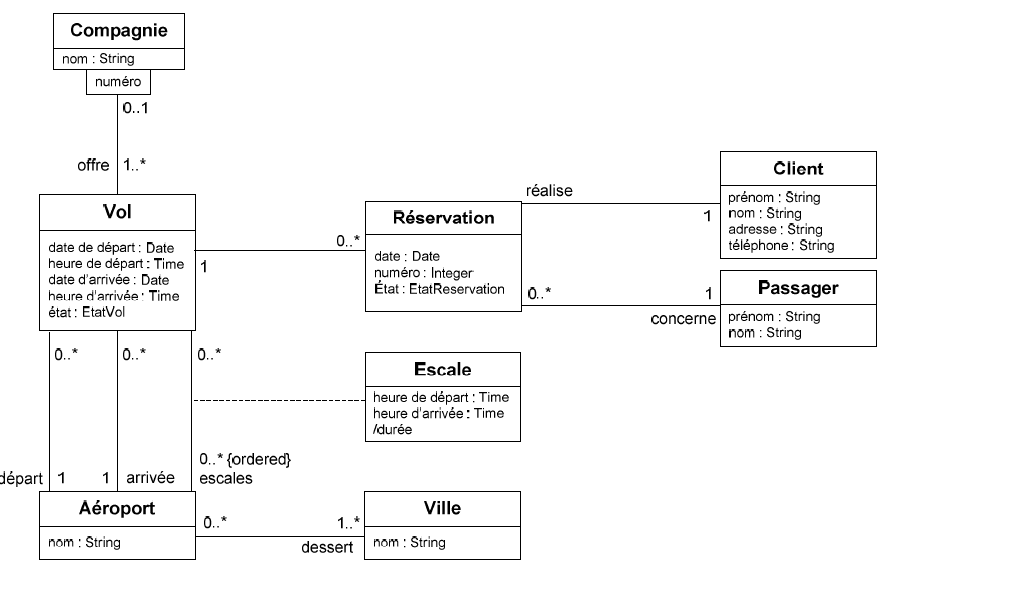 Compagnie
nom : String
numéro
0..1
offre
1..*
Vol
date de départ : Date
heure de départ : Time
date d'arrivée : Date
heure d'arrivée : Time
état : EtatVol
1
0..*
Réservation
date : Date
numéro : Integer
État : EtatReservation
réalise
1
Client
prénom : String
nom : String
adresse : String
téléphone : String
0..*
1
concerne
Passager
prénom : String
nom : String
0..*
0..*
0..*
Escale
heure de départ : Time
heure d'arrivée : Time
/durée
départ
1
1
arrivée
0..* {ordered}
escales
Aéroport
nom : String
0..*
1..*
dessert
Ville
nom : String